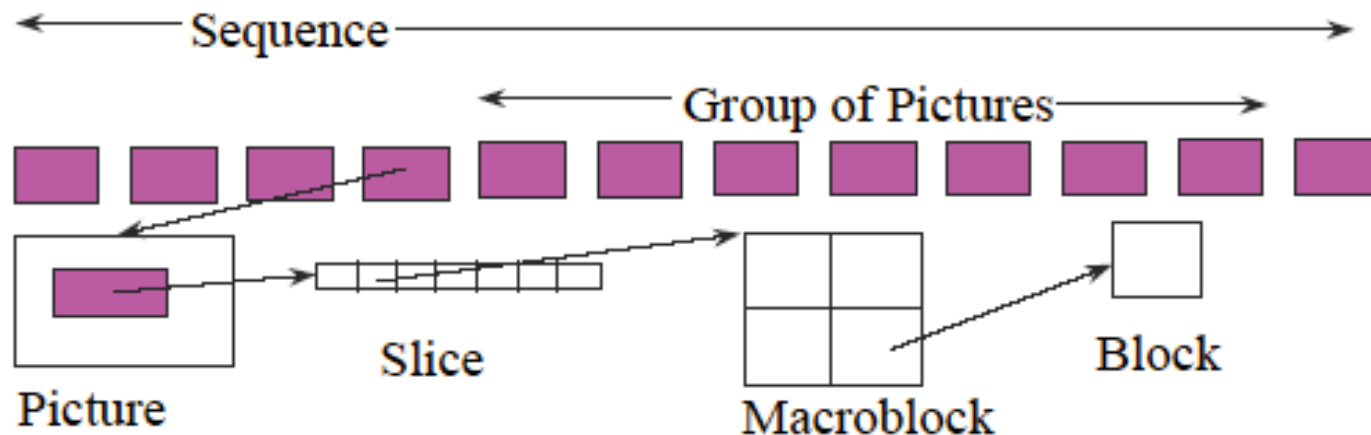 Sequence
Group of Pictures
Slice
Block
Picture
Macroblock